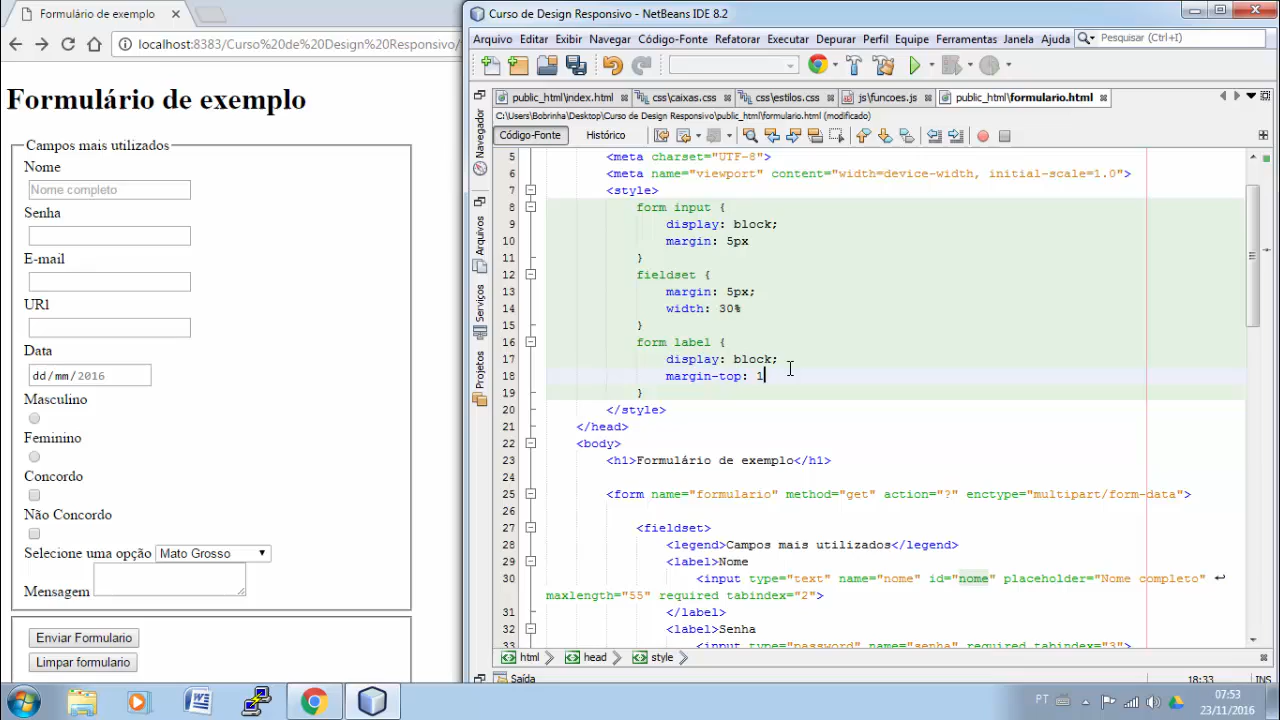 Formulário de exemplo
localhost:8383/Curso%20de%20Design%20Responsivo/
Formulário de exemplo
Campos mais utilizados
Nome
Nome completo
Senha
E-mail
URl
Data
dd/mm/2016
Masculino
Feminino
Concordo
Não Concordo
Selecione uma opção Mato Grosso
Mensagem
Enviar Formulario
Limpar formulario
Curso de Design Responsivo - NetBeans IDE 8.2
Arquivo Editar Exibir Navegar Código-Fonte Refatorar Executar Depurar Perfil Equipe Ferramentas Janela Ajuda Pesquisar (Ctrl+I)
public_html\index.html css\caixas.css css\estilos.css js\funcoes.js public_html\formulario.html
C:\Users\Bobrinha\Desktop\Curso de Design Responsivo\public_html\formulario.html (modificado)
Código-Fonte Histórico
Navegador
Arquivos
Serviços
Projetos
5 <meta charset="UTF-8">
6 <meta name="viewport" content="width=device-width, initial-scale=1.0">
7 <style>
8 form input {
9 display: block;
10 margin: 5px
11 }
12 fieldset {
13 margin: 5px;
14 width: 30%
15 }
16 form label {
17 display: block;
18 margin-top: 1
19 }
20 </style>
21 </head>
22 <body>
23 <h1>Formulário de exemplo</h1>
24
25 <form name="formulario" method="get" action="?" enctype="multipart/form-data">
26
27 <fieldset>
28 <legend>Campos mais utilizados</legend>
29 <label>Nome
30 <input type="text" name="nome" id="nome" placeholder="Nome completo"
maxlength="55" required tabindex="2">
31 </label>
32 <label>Senha
33 <input type="password" name="senha" required tabindex="3">
html head style
Saída
18:33 INS
PT 07:53
23/11/2016